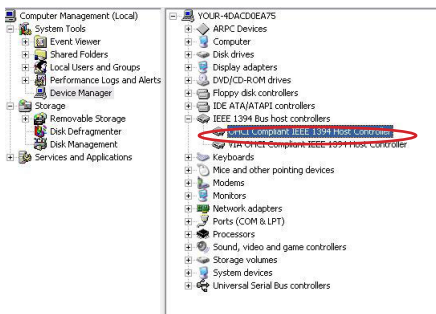 Computer Management (Local)
System Tools
Event Viewer
Shared Folders
Local Users and Groups
Performance Logs and Alerts
Device Manager
Storage
Removable Storage
Disk Defragmenter
Disk Management
Services and Applications
YOUR-4DACD0EA75
ARPC Devices
Computer
Disk drives
Display adapters
DVD/CD-ROM drives
Floppy disk controllers
IDE ATA/ATAPI controllers
IEEE 1394 Bus host controllers
OHCI Compliant IEEE 1394 Host Controller
VIA OHCI Compliant IEEE 1394 Host Controller
Keyboards
Mice and other pointing devices
Modems
Monitors
Network adapters
Ports (COM & LPT)
Processors
Sound, video and game controllers
Storage volumes
System devices
Universal Serial Bus controllers